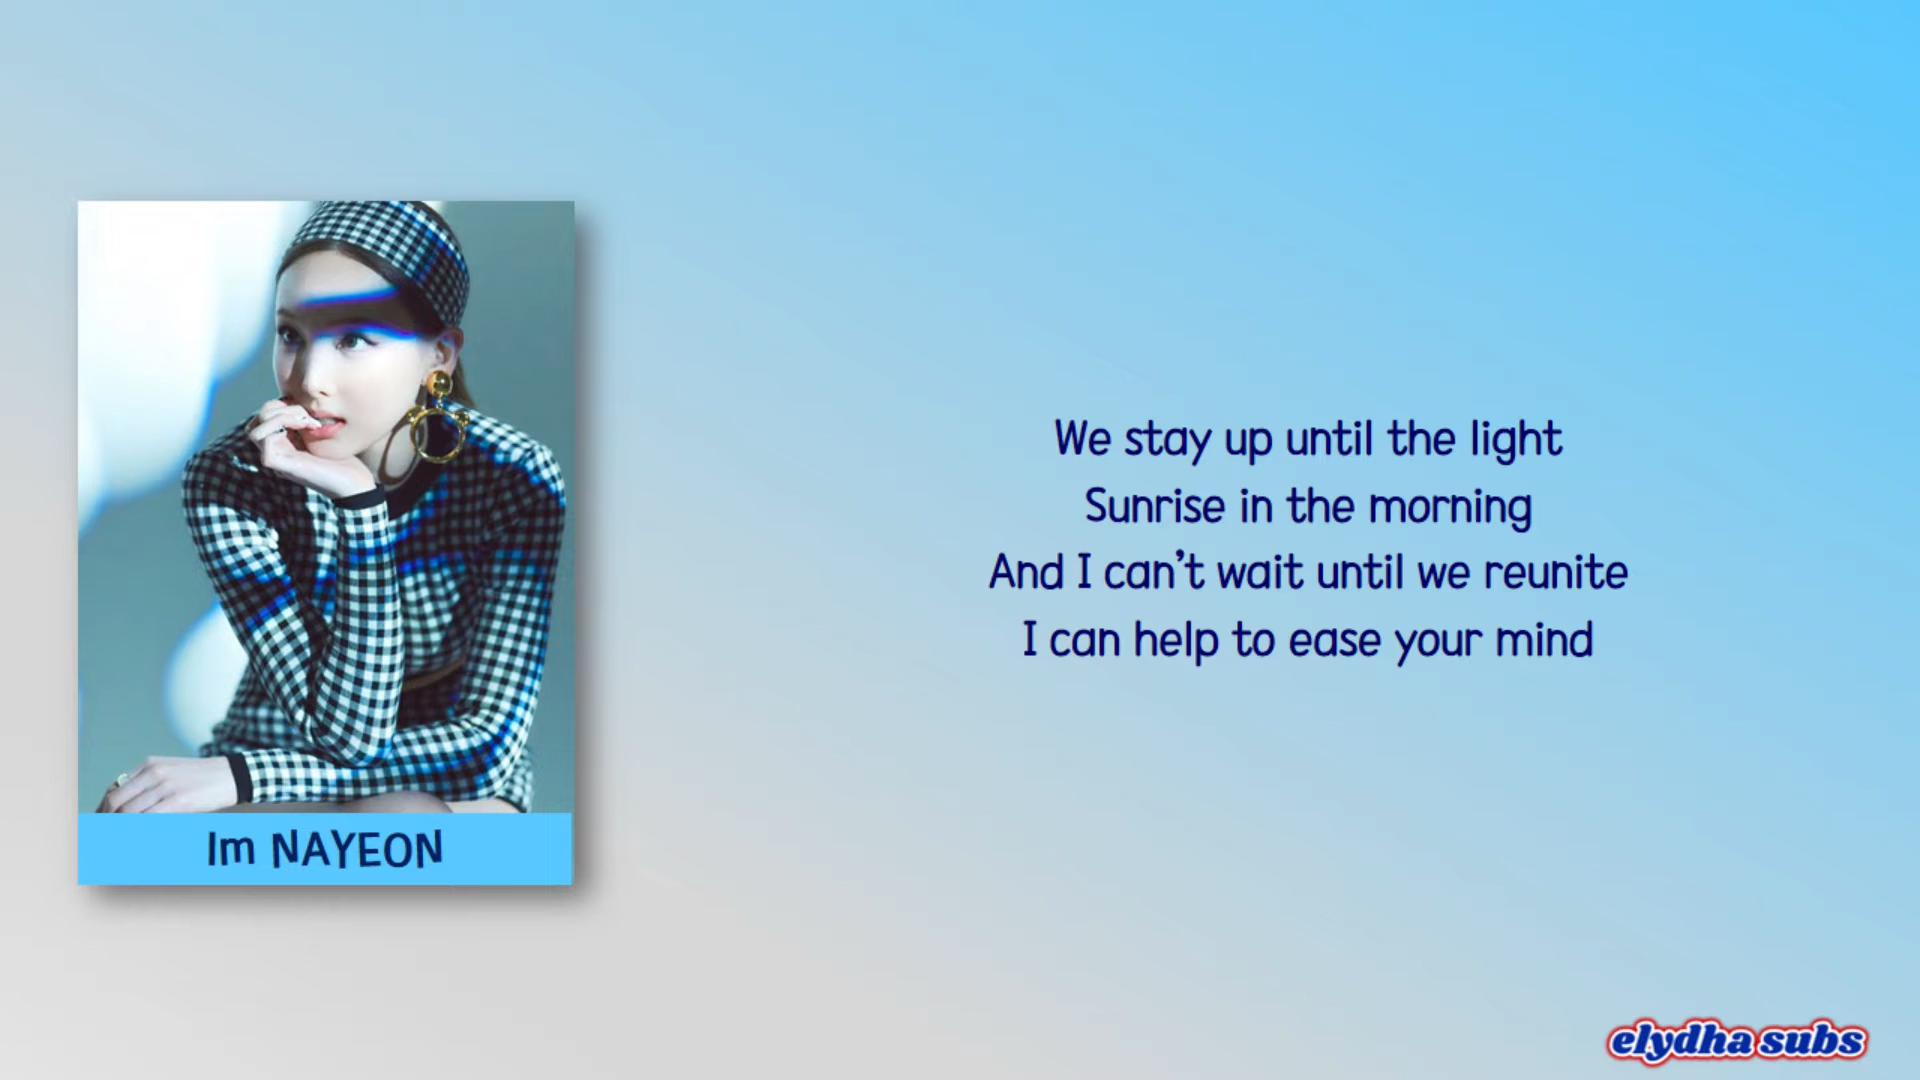 Im NAYEON
We stay up until the light
Sunrise in the morning
And I can't wait until we reunite
I can help to ease your mind
elydha subs